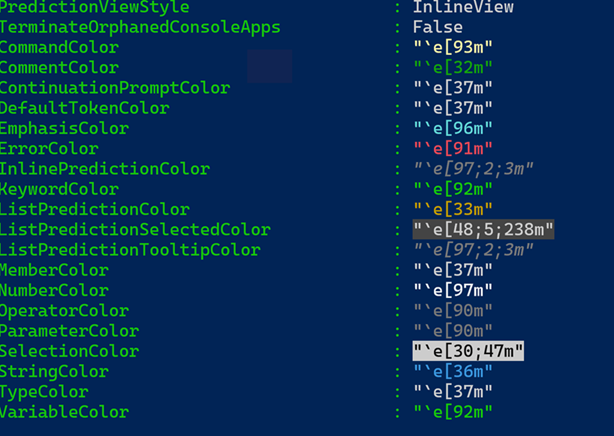 PredictionViewStyle : InlineView
TerminateOrphanedConsoleApps : False
CommandColor : "`e[93m"
CommentColor : "`e[32m"
ContinuationPromptColor : "`e[37m"
DefaultTokenColor : "`e[37m"
EmphasisColor : "`e[96m"
ErrorColor : "`e[91m"
InlinePredictionColor : "`e[97;2;3m"
KeywordColor : "`e[92m"
ListPredictionColor : "`e[33m"
ListPredictionSelectedColor : "`e[48;5;238m"
ListPredictionTooltipColor : "`e[97;2;3m"
MemberColor : "`e[37m"
NumberColor : "`e[97m"
OperatorColor : "`e[90m"
ParameterColor : "`e[90m"
SelectionColor : "`e[30;47m"
StringColor : "`e[36m"
TypeColor : "`e[37m"
VariableColor : "`e[92m"